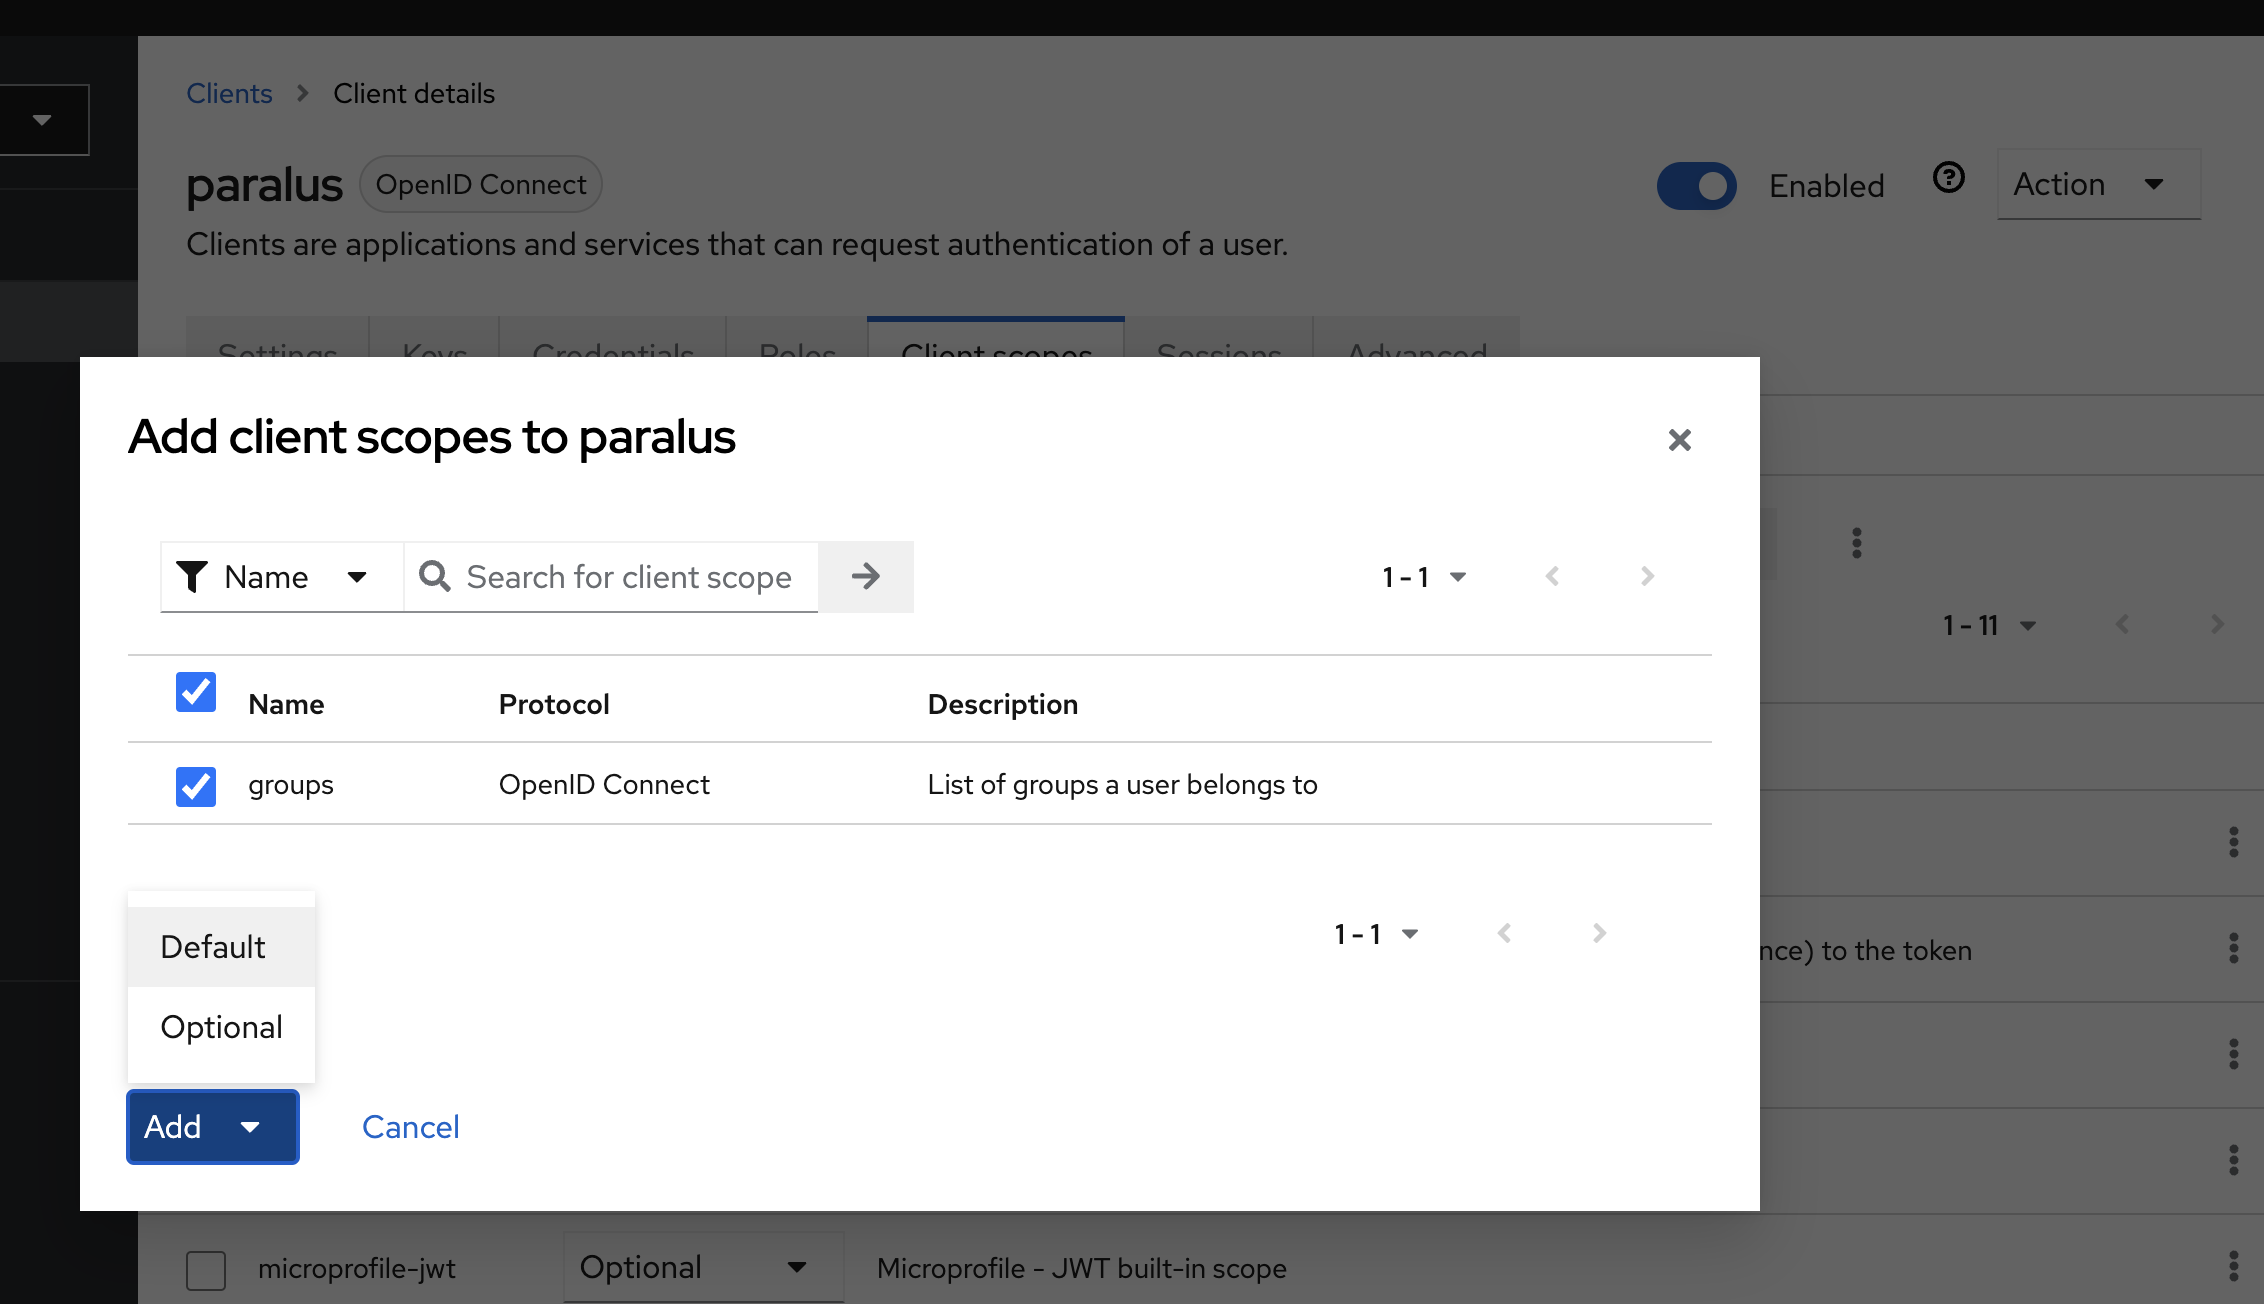 Clients > Client details
paralus OpenID Connect
Enabled Action
Clients are applications and services that can request authentication of a user.
Settings Keys Credentials Roles Client scopes Sessions Advanced
Add client scopes to paralus
Name Search for client scope 1 - 1
1 - 11
Name Protocol Description
groups OpenID Connect List of groups a user belongs to
1 - 1
Default
nce) to the token
Optional
Add Cancel
microprofile-jwt Optional Microprofile - JWT built-in scope